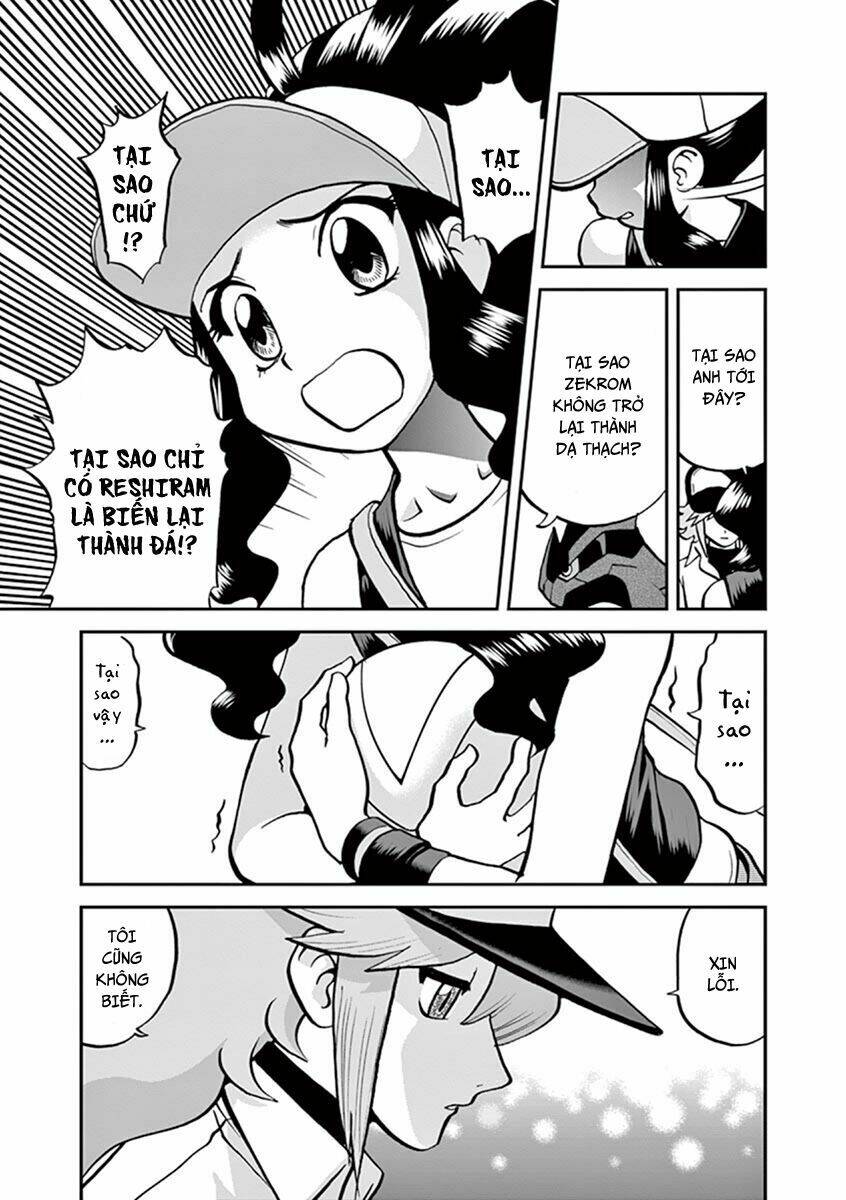 TẠI SAO
ANH TỚI
ĐÂY?
TẠI SAO
ZEKROM
KHÔNG TRỞ
LẠI THÀNH
DẠ THẠCH?
TẠI
SAO...
TẠI
SAO
CHỨ
!?
TẠI SAO CHỈ
CÓ RESHIRAM
LÀ BIẾN LẠI
THÀNH ĐÁ!?
Tại
sao
...
Tại
sao
vậy
...
XIN
LỖI.
TÔI
CŨNG
KHÔNG
BIẾT.